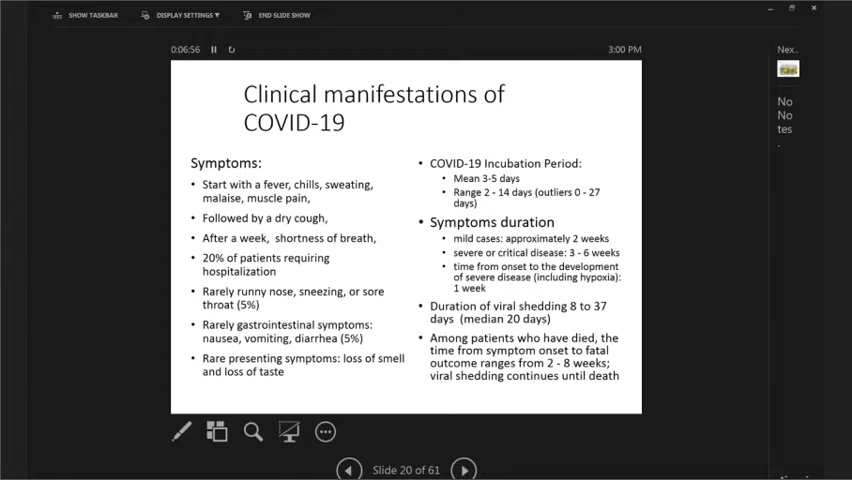 SHOW TASKBAR DISPLAY SETTINGS ▼ END SLIDE SHOW
0:06:56 3:00 PM
Clinical manifestations of
COVID-19
Symptoms:
• Start with a fever, chills, sweating,
malaise, muscle pain,
• Followed by a dry cough,
• After a week, shortness of breath,
• 20% of patients requiring
hospitalization
• Rarely runny nose, sneezing, or sore
throat (5%)
• Rarely gastrointestinal symptoms:
nausea, vomiting, diarrhea (5%)
• Rare presenting symptoms: loss of smell
and loss of taste
• COVID-19 Incubation Period:
• Mean 3-5 days
• Range 2 - 14 days (outliers 0 - 27
days)
• Symptoms duration
• mild cases: approximately 2 weeks
• severe or critical disease: 3 - 6 weeks
• time from onset to the development
of severe disease (including hypoxia):
1 week
• Duration of viral shedding 8 to 37
days (median 20 days)
• Among patients who have died, the
time from symptom onset to fatal
outcome ranges from 2 - 8 weeks;
viral shedding continues until death
Slide 20 of 61
Nex..
No
No
tes
.